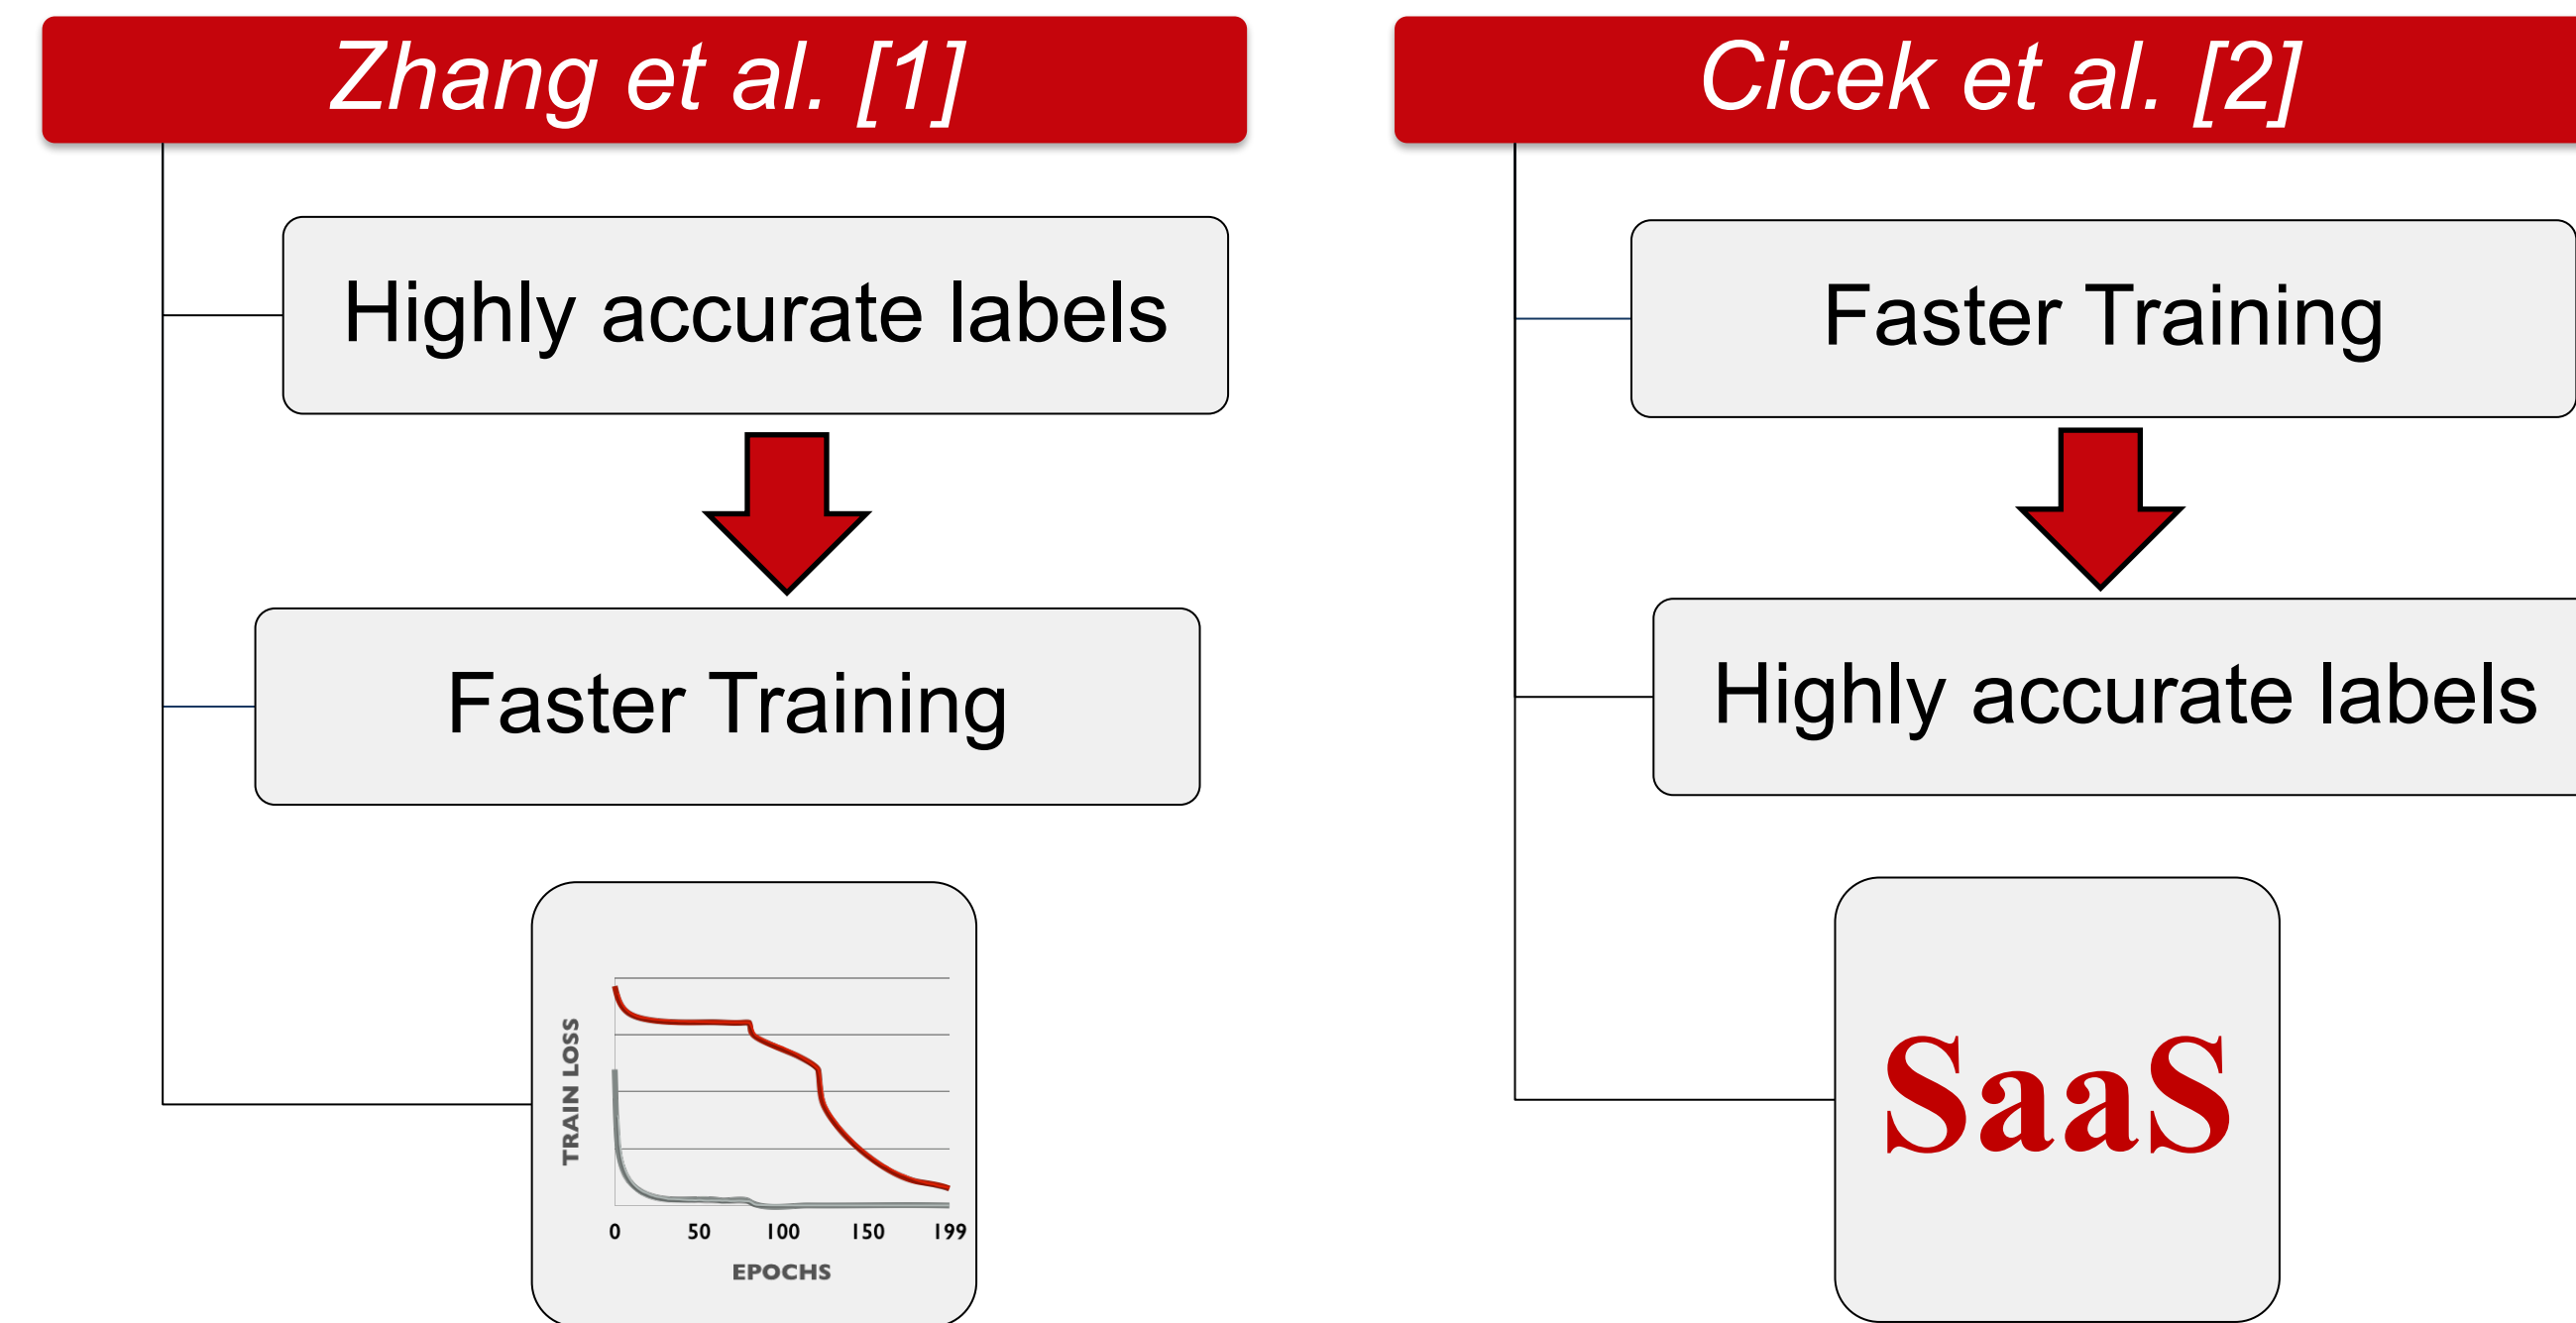 Zhang et al. [1]
Highly accurate labels
Faster Training
TRAIN LOSS
0 50 100 150 199
EPOCHS
Cicek et al. [2]
Faster Training
Highly accurate labels
SaaS